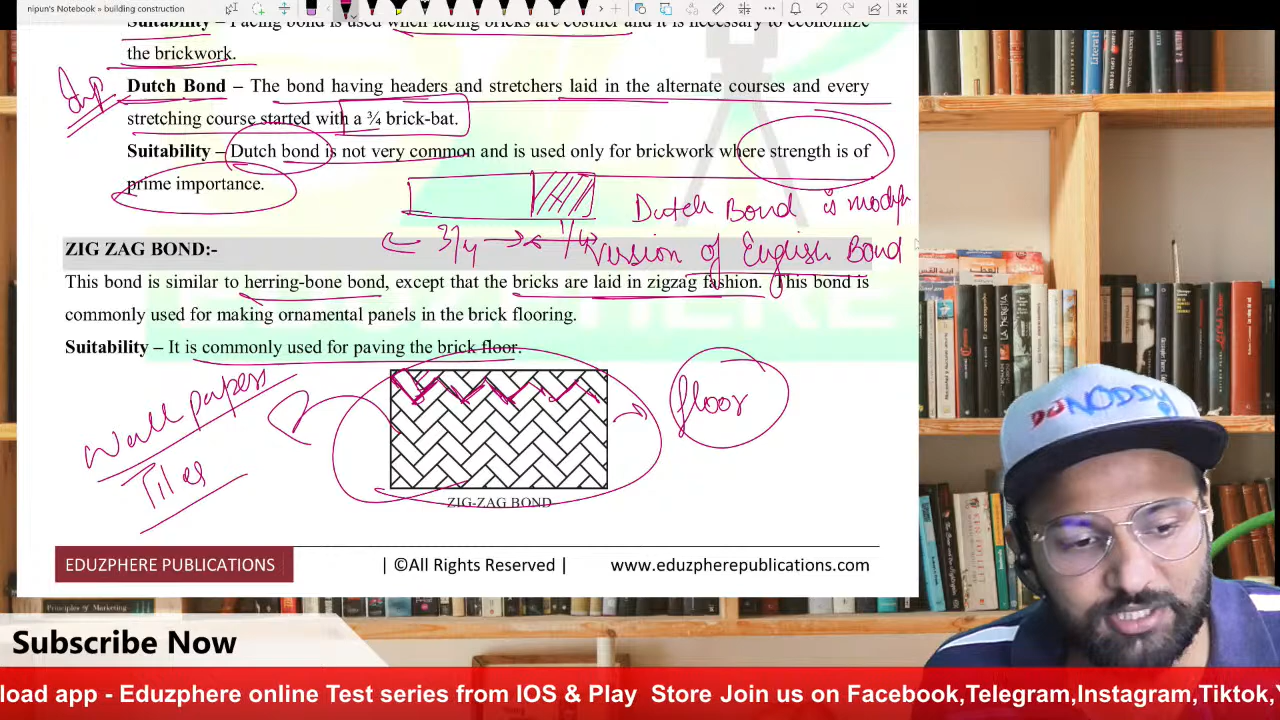 nipun's Notebook » building construction
Suitability – Facing bond is used when facing bricks are costlier and it is necessary to economize
the brickwork.
Imp
Dutch Bond – The bond having headers and stretchers laid in the alternate courses and every
stretching course started with a ¾ brick-bat.
Suitability – Dutch bond is not very common and is used only for brickwork where strength is of
prime importance.
Dutch Bond is modify
3/4 1/4 Version of English Bond
ZIG ZAG BOND:-
This bond is similar to herring-bone bond, except that the bricks are laid in zigzag fashion. This bond is
commonly used for making ornamental panels in the brick flooring.
Suitability – It is commonly used for paving the brick floor.
Wall papers
Tiles
floor
ZIG-ZAG BOND
EDUZPHERE PUBLICATIONS | ©All Rights Reserved | www.eduzpherepublications.com
NODDY
Principles of Marketing
Subscribe Now
load app - Eduzphere online Test series from IOS & Play Store Join us on Facebook,Telegram,Instagram,Tiktok,